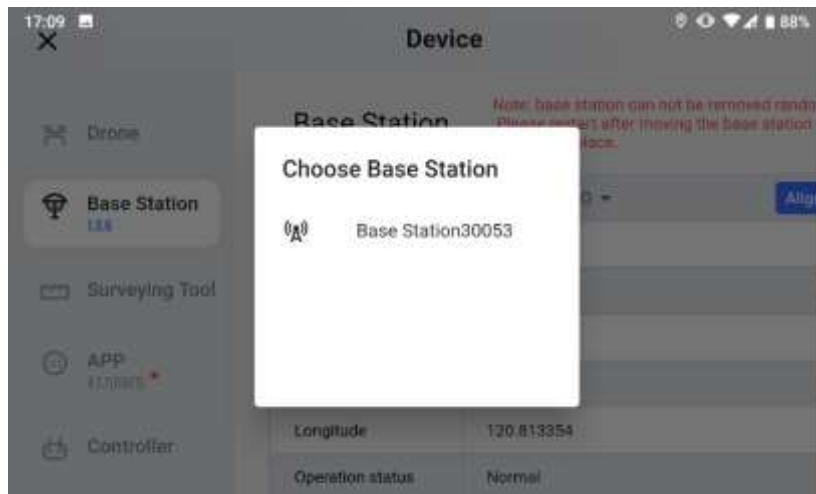 17:09
88%
Device
Drone
Base Station
Note: base station can not be removed
Please restart after moving the base station
place.
Choose Base Station
Base Station
Base Station30053
Surveying Tool
APP
Controller
Longitude
120.813354
Operation status
Normal